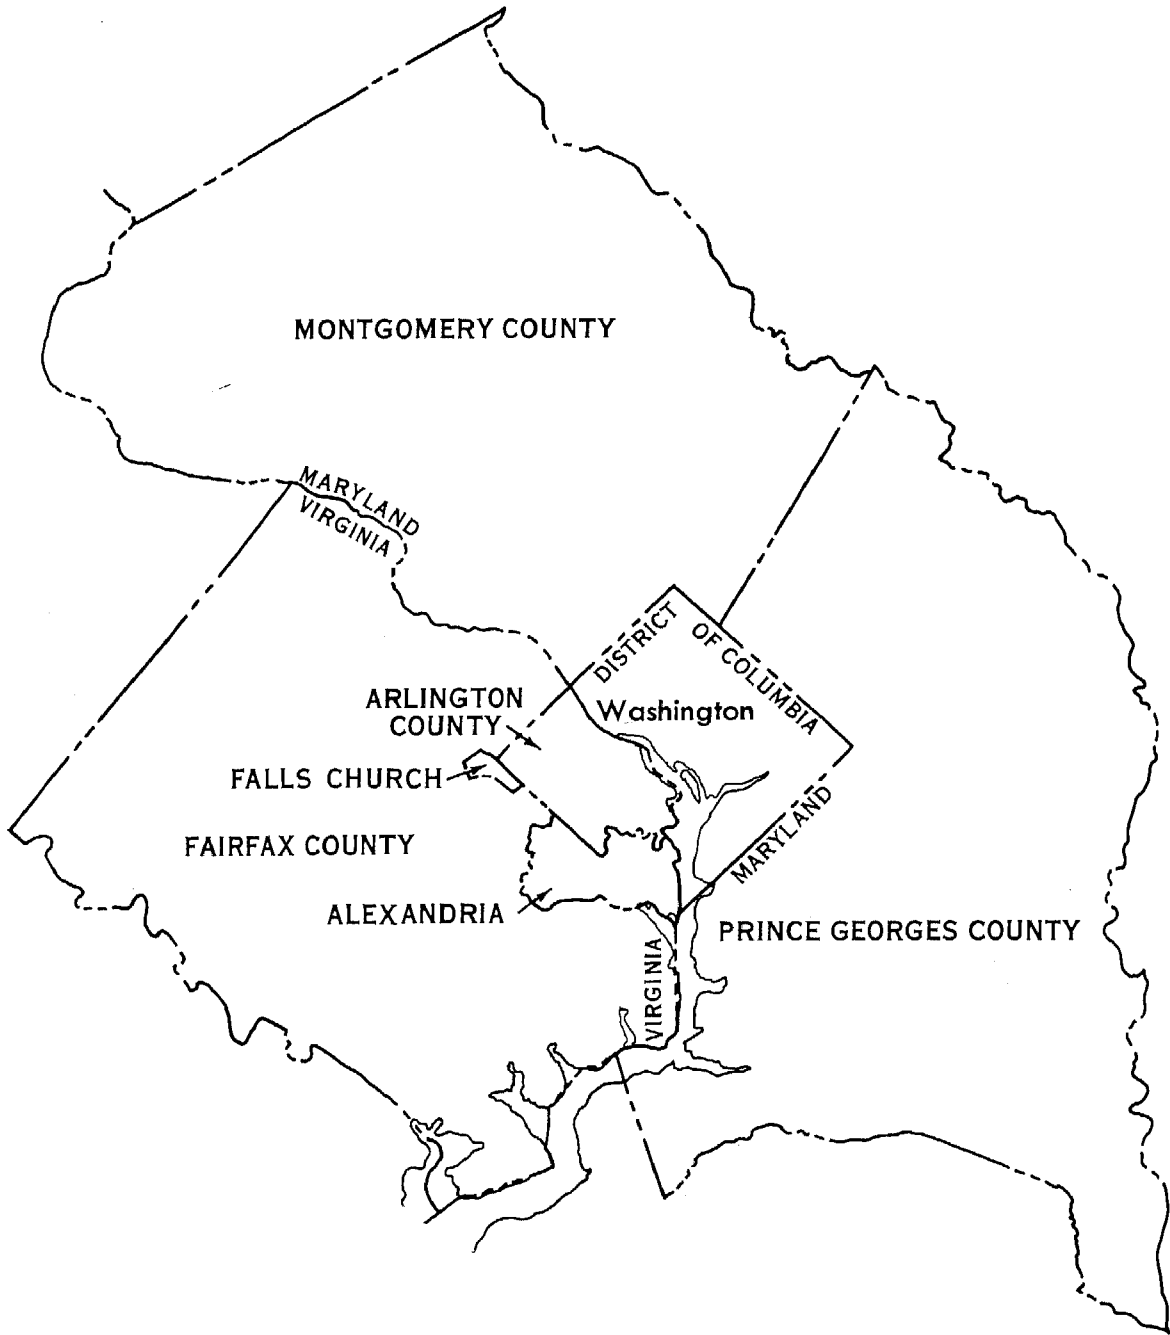 MONTGOMERY COUNTY
MARYLAND
VIRGINIA
DISTRICT
OF COLUMBIA
ARLINGTON
COUNTY
Washington
FALLS CHURCH
MARYLAND
FAIRFAX COUNTY
ALEXANDRIA
PRINCE GEORGES COUNTY
VIRGINIA